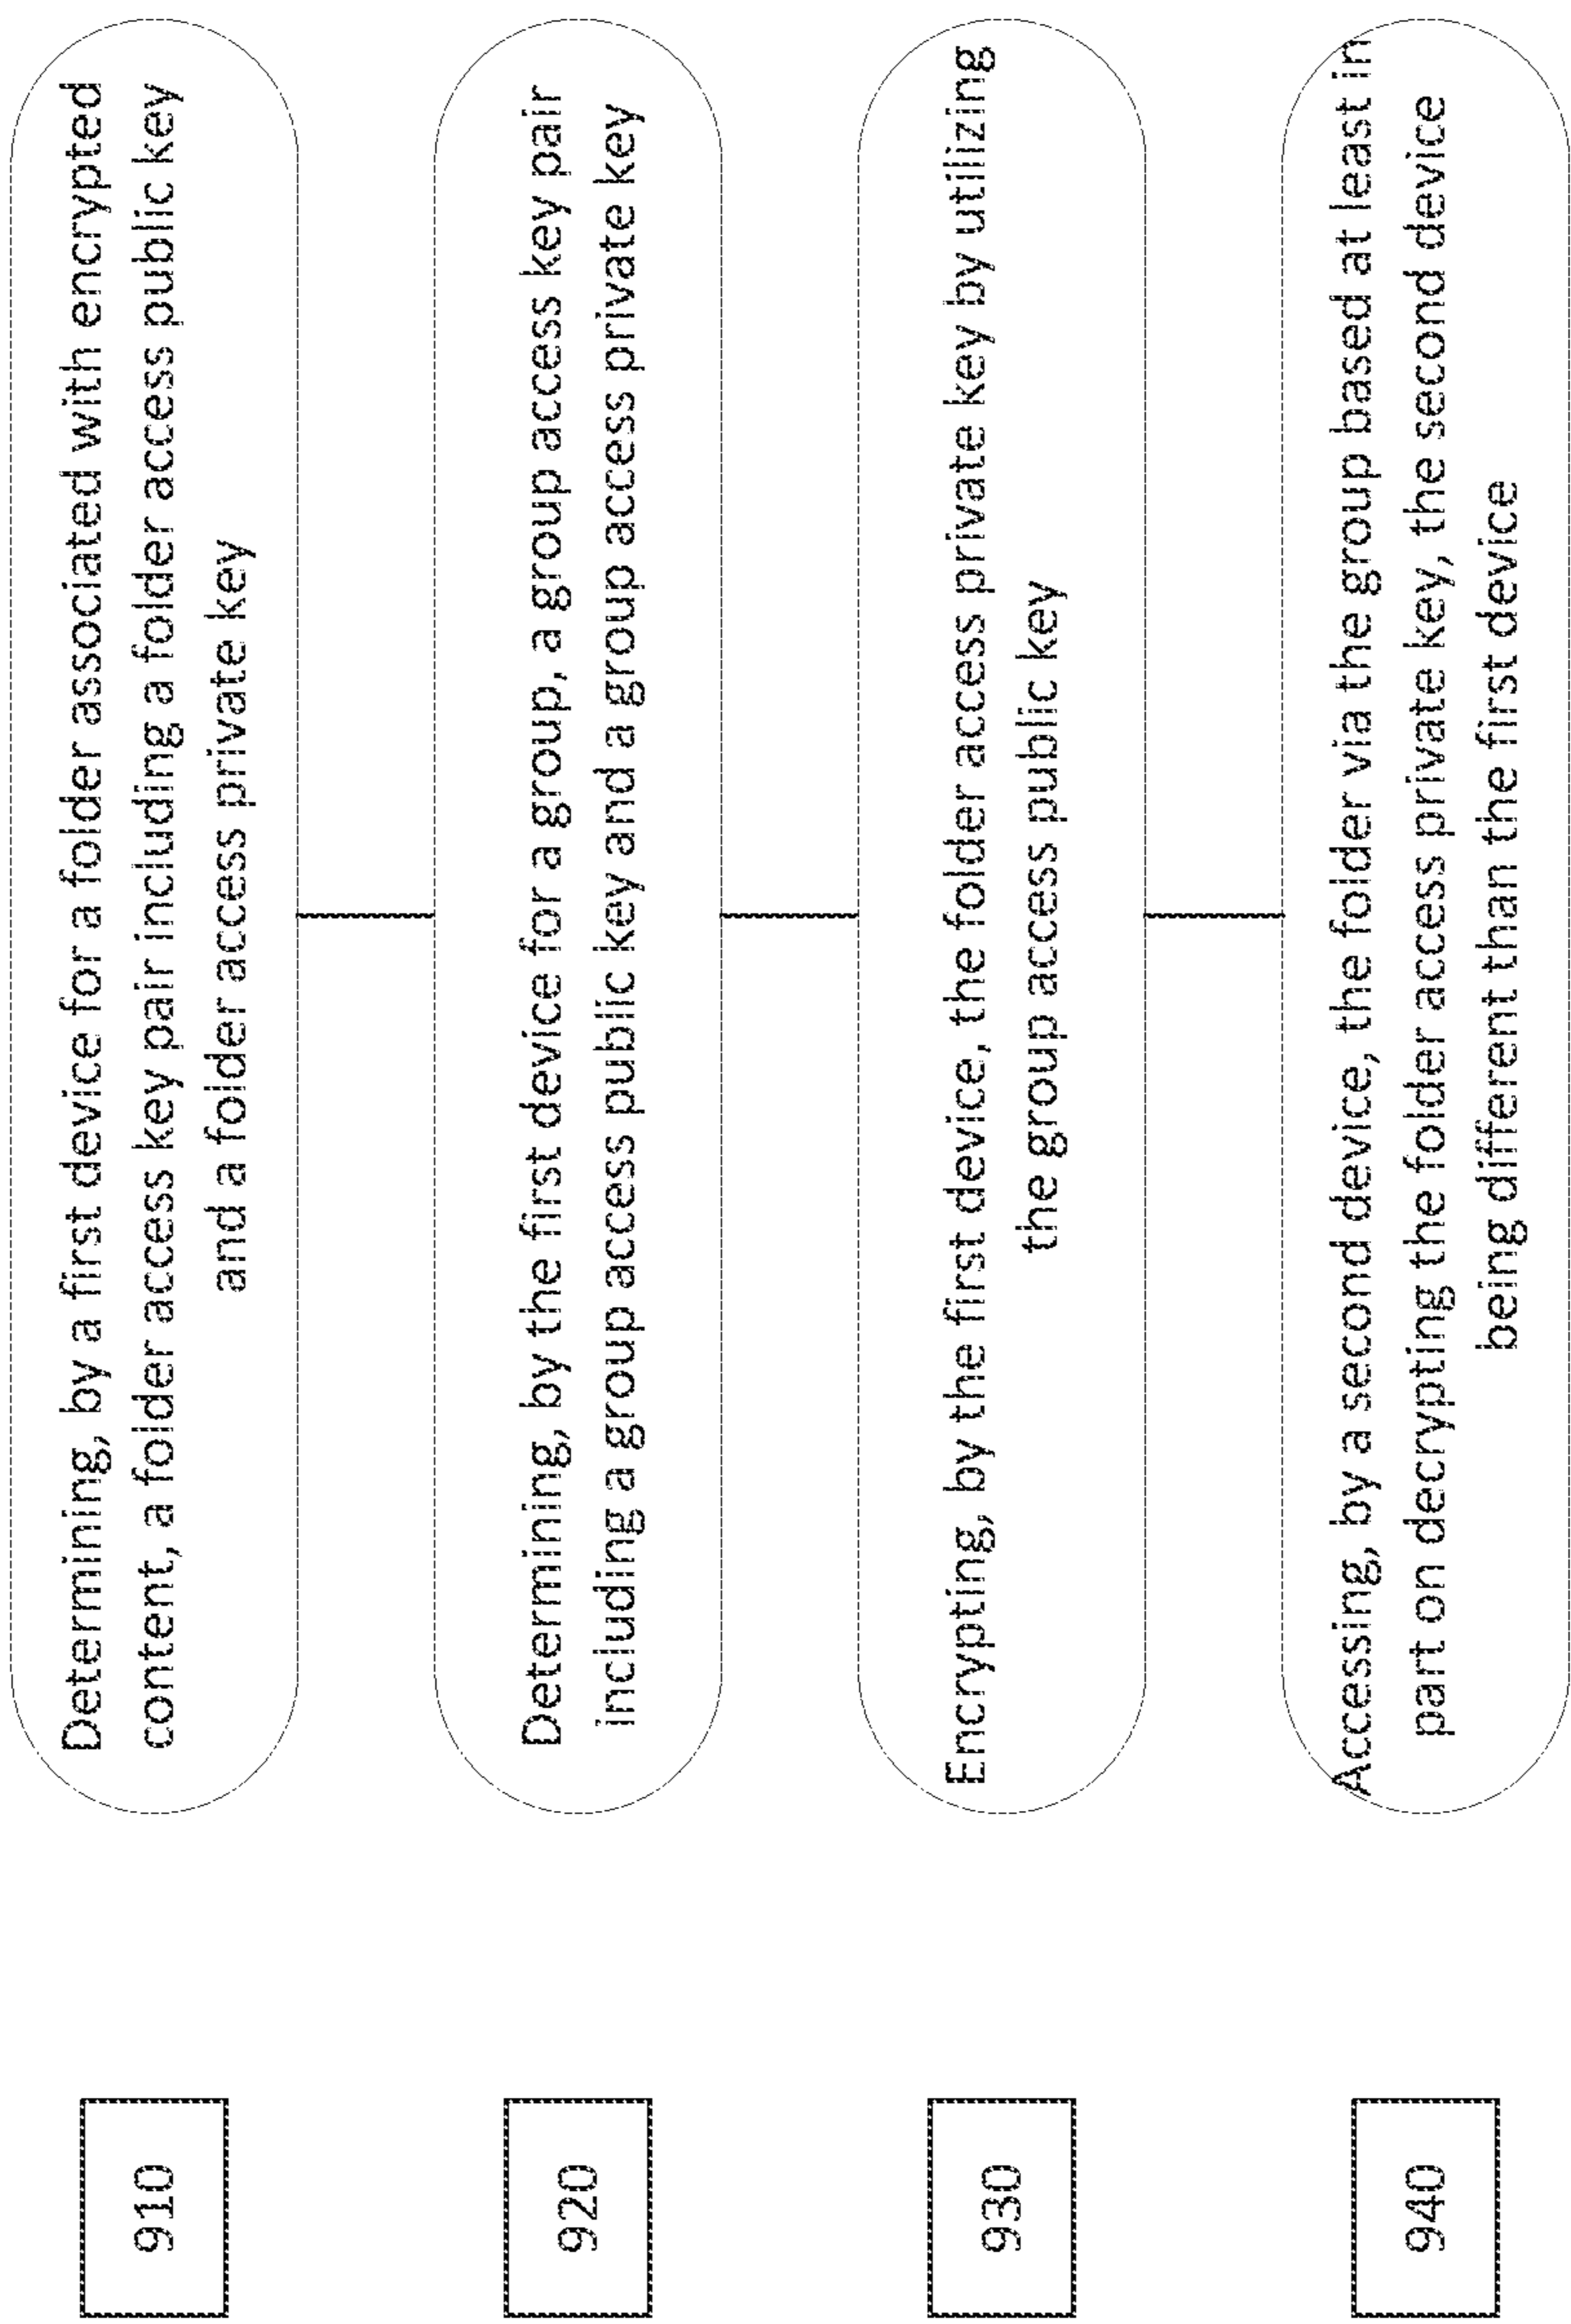 910
Determining, by a first device for a folder associated with encrypted
content, a folder access key pair including a folder access public key
and a folder access private key
920
Determining, by the first device for a group, a group access key pair
including a group access public key and a group access private key
930
Encrypting, by the first device, the folder access private key by utilizing
the group access public key
940
Accessing, by a second device, the folder via the group based at least in
part on decrypting the folder access private key, the second device
being different than the first device